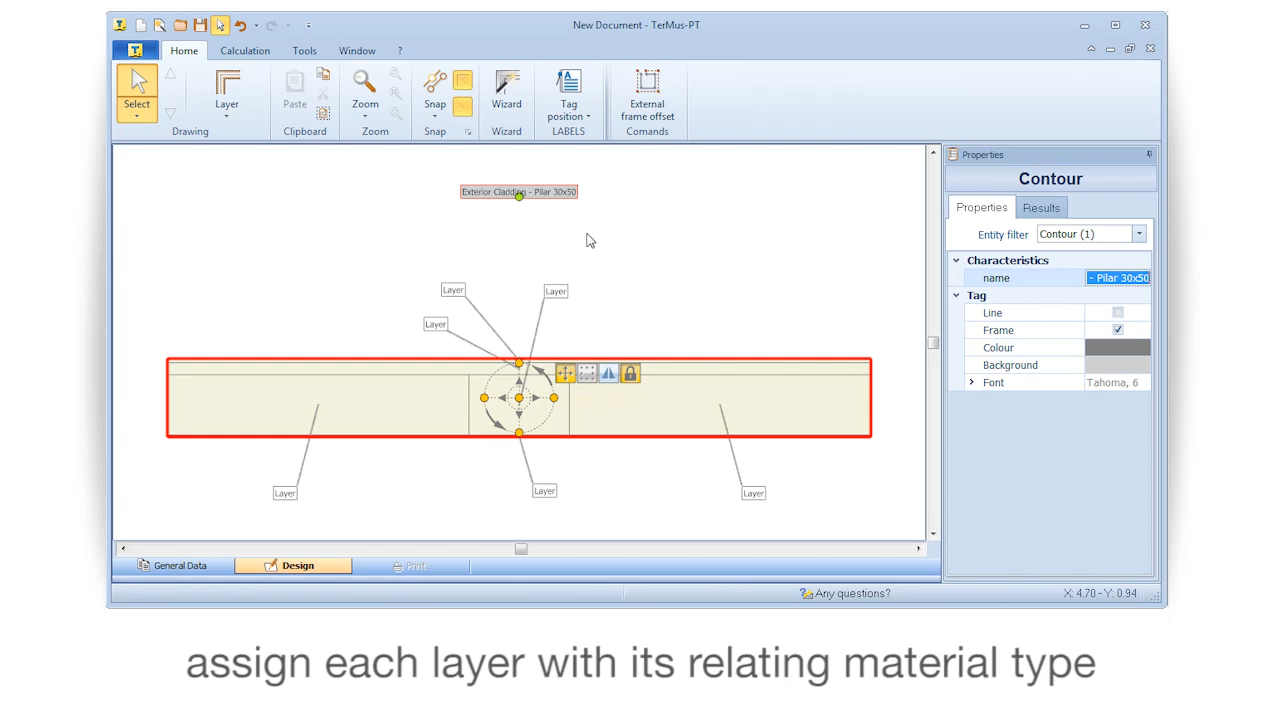 New Document - TerMus-PT
Home Calculation Tools Window ?
Select
Layer
Paste
Zoom
Snap
Wizard
Tag position
External frame offset
Drawing Clipboard Zoom Snap Wizard LABELS Comands
Exterior Cladding - Pilar 30x50
Layer
Layer
Layer
Layer
Layer
Layer
Properties
Contour
Properties Results
Entity filter Contour (1)
Characteristics
name - Pilar 30x50
Tag
Line
Frame
Colour
Background
Font Tahoma, 6
General Data Design Print
Any questions? X: 4.70 - Y: 0.94
assign each layer with its relating material type